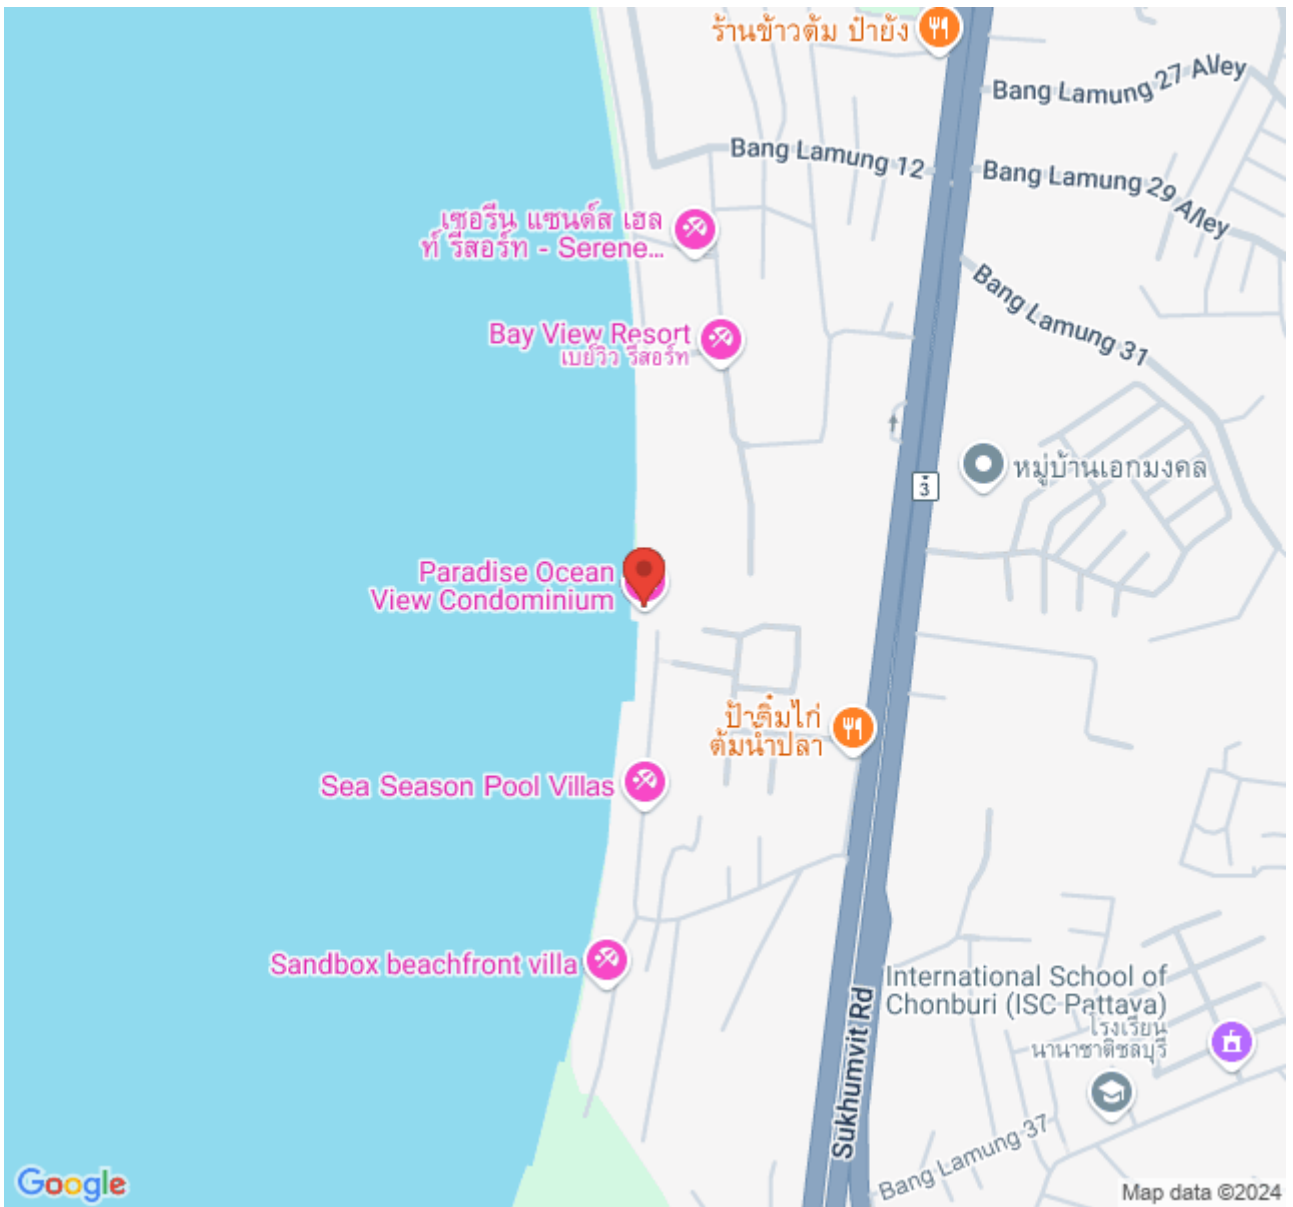 ร้านข้าวต้ม ป๋ายัง
Bang Lamung 27 Alley
Bang Lamung 12
Bang Lamung 29 Alley
เซอรีน แซนด์ส เฮล
ท์ รีสอร์ท - Serene...
Bang Lamung 31
Bay View Resort
เบย์วิว รีสอร์ท
หมู่บ้านเอกมงคล
3
Paradise Ocean
View Condominium
ป้าติ๋มไก่
ต้มน้ำปลา
Sea Season Pool Villas
Sandbox beachfront villa
International School of
Chonburi (ISC Pattaya)
โรงเรียน
นานาชาติชลบุรี
Sukhumvit Rd
Bang Lamung 37
Google
Map data ©2024